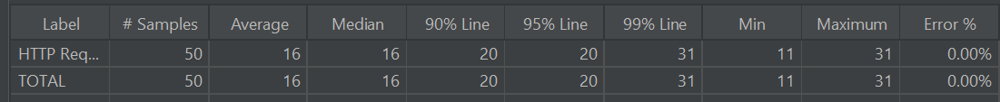 Label # Samples Average Median 90% Line 95% Line 99% Line Min Maximum Error %
HTTP Req... 50 16 16 20 20 31 11 31 0.00%
TOTAL 50 16 16 20 20 31 11 31 0.00%